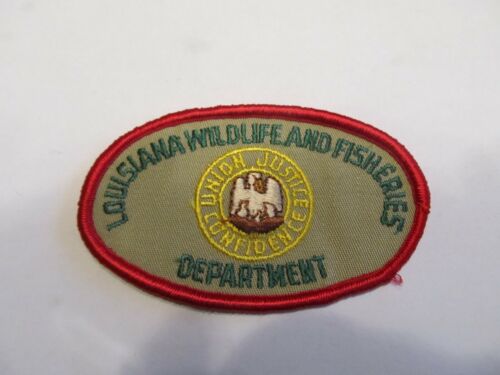 LOUISIANA WILDLIFE AND FISHERIES
UNION JUSTICE
CONFIDENCE
DEPARTMENT